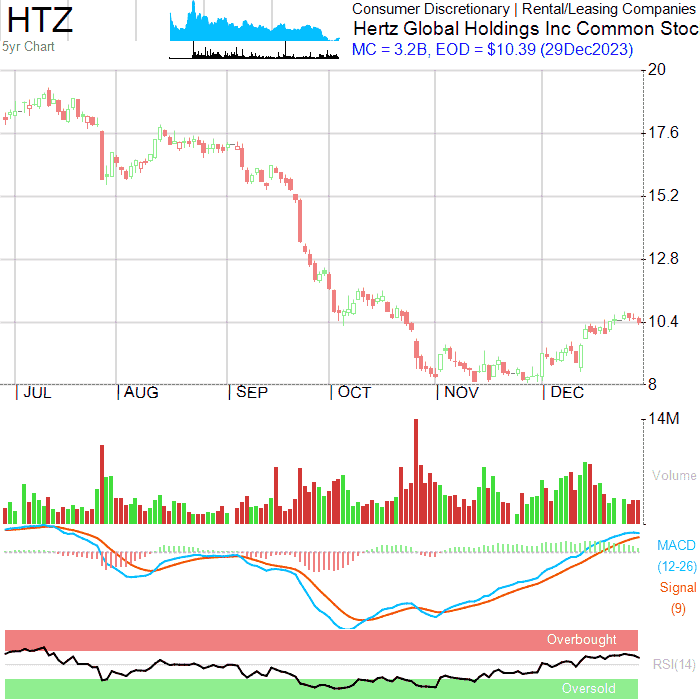 HTZ
5yr Chart
Consumer Discretionary | Rental/Leasing Companies
Hertz Global Holdings Inc Common Stoc
MC = 3.2B, EOD = $10.39 (29Dec2023)
20
17.6
15.2
12.8
10.4
8
JUL AUG SEP OCT NOV DEC
14M
Volume
MACD
(12-26)
Signal
(9)
Overbought
RSI(14)
Oversold